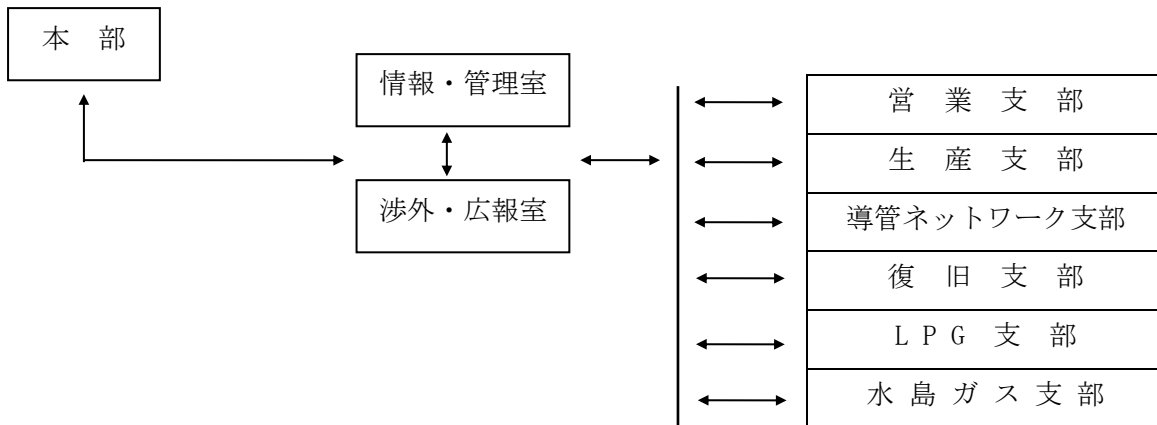 本　部
情報・管理室
渉外・広報室
営　業　支　部
生　産　支　部
導管ネットワーク支部
復　旧　支　部
ＬＰＧ　支　部
水 島 ガ ス 支 部